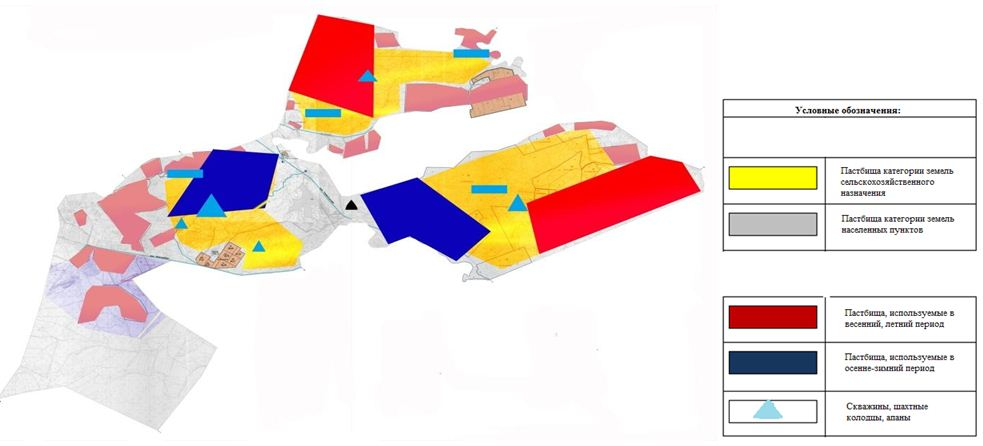 Условные обозначения:
Пастбища категории земель
сельскохозяйственного
назначения
Пастбища категории земель
населенных пунктов
Пастбища, используемые в
весенний, летний период
Пастбища, используемые в
осенне-зимний период
Скважины, шахтные
колодцы, апаны